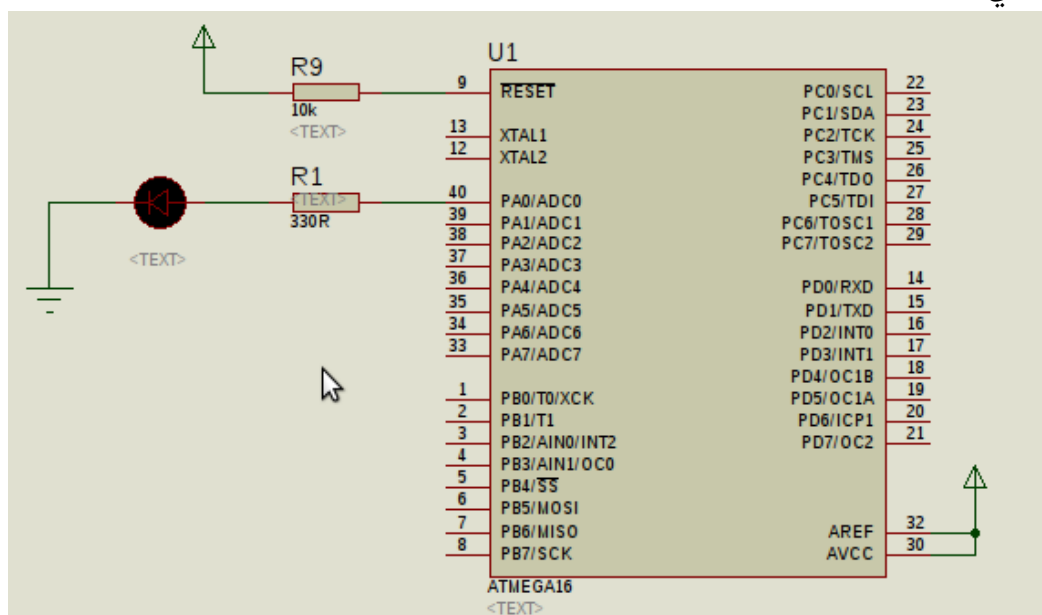 ي
U1
R9
10k
<TEXT>
R1
<TEXT>
330R
<TEXT>
9 RESET
13 XTAL1
12 XTAL2
40 PA0/ADC0
39 PA1/ADC1
38 PA2/ADC2
37 PA3/ADC3
36 PA4/ADC4
35 PA5/ADC5
34 PA6/ADC6
33 PA7/ADC7
1 PB0/T0/XCK
2 PB1/T1
3 PB2/AIN0/INT2
4 PB3/AIN1/OC0
5 PB4/SS
6 PB5/MOSI
7 PB6/MISO
8 PB7/SCK
PC0/SCL 22
PC1/SDA 23
PC2/TCK 24
PC3/TMS 25
PC4/TDO 26
PC5/TDI 27
PC6/TOSC1 28
PC7/TOSC2 29
PD0/RXD 14
PD1/TXD 15
PD2/INT0 16
PD3/INT1 17
PD4/OC1B 18
PD5/OC1A 19
PD6/ICP1 20
PD7/OC2 21
AREF 32
AVCC 30
ATMEGA16
<TEXT>